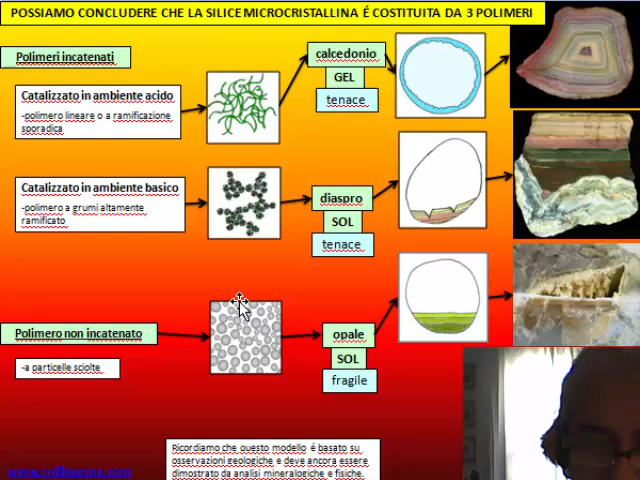 POSSIAMO CONCLUDERE CHE LA SILICE MICROCRISTALLINA É COSTITUITA DA 3 POLIMERI
Polimeri incatenati
Catalizzato in ambiente acido
-polimero lineare o a ramificazione
sporadica
calcedonio
GEL
tenace
Catalizzato in ambiente basico
-polimero a grumi altamente
ramificato
diaspro
SOL
tenace
Polimero non incatenato
-a particelle sciolte
opale
SOL
fragile
Ricordiamo che questo modello é basato su
osservazioni geologiche e deve ancora essere
dimostrato da analisi mineralogiche e fisiche.